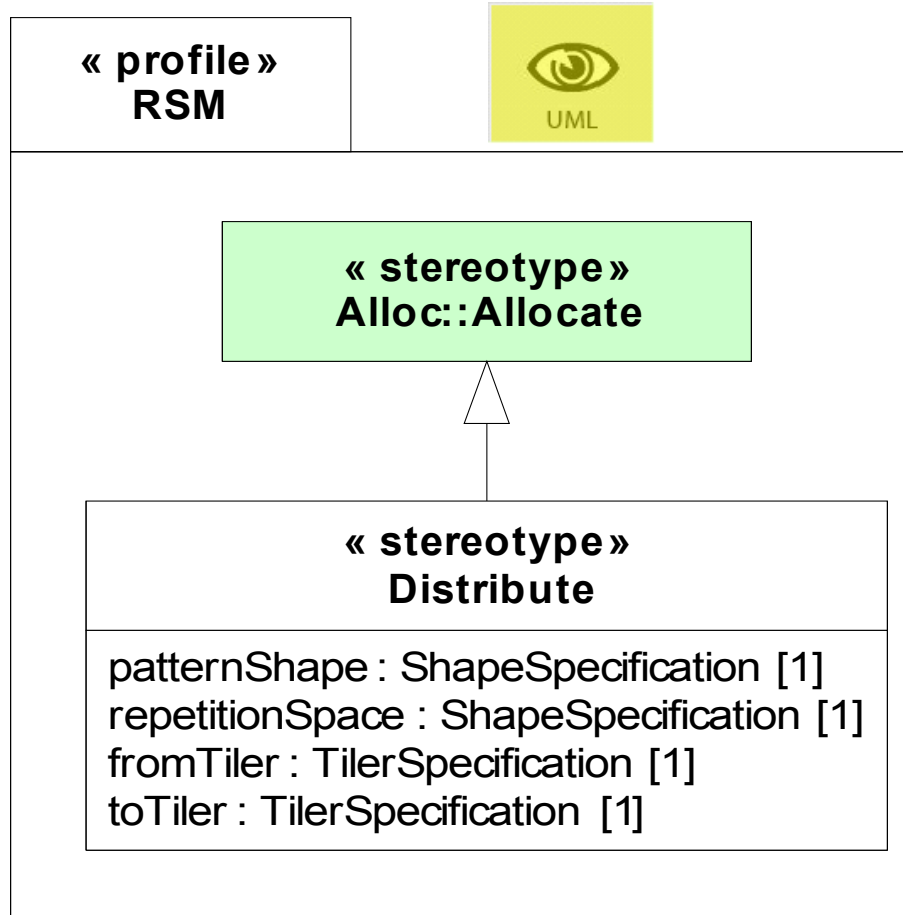 « profile»
RSM
UML
« stereotype»
Alloc::Allocate
« stereotype»
Distribute
patternShape : ShapeSpecification [1]
repetitionSpace : ShapeSpecification [1]
fromTiler : TilerSpecification [1]
toTiler : TilerSpecification [1]